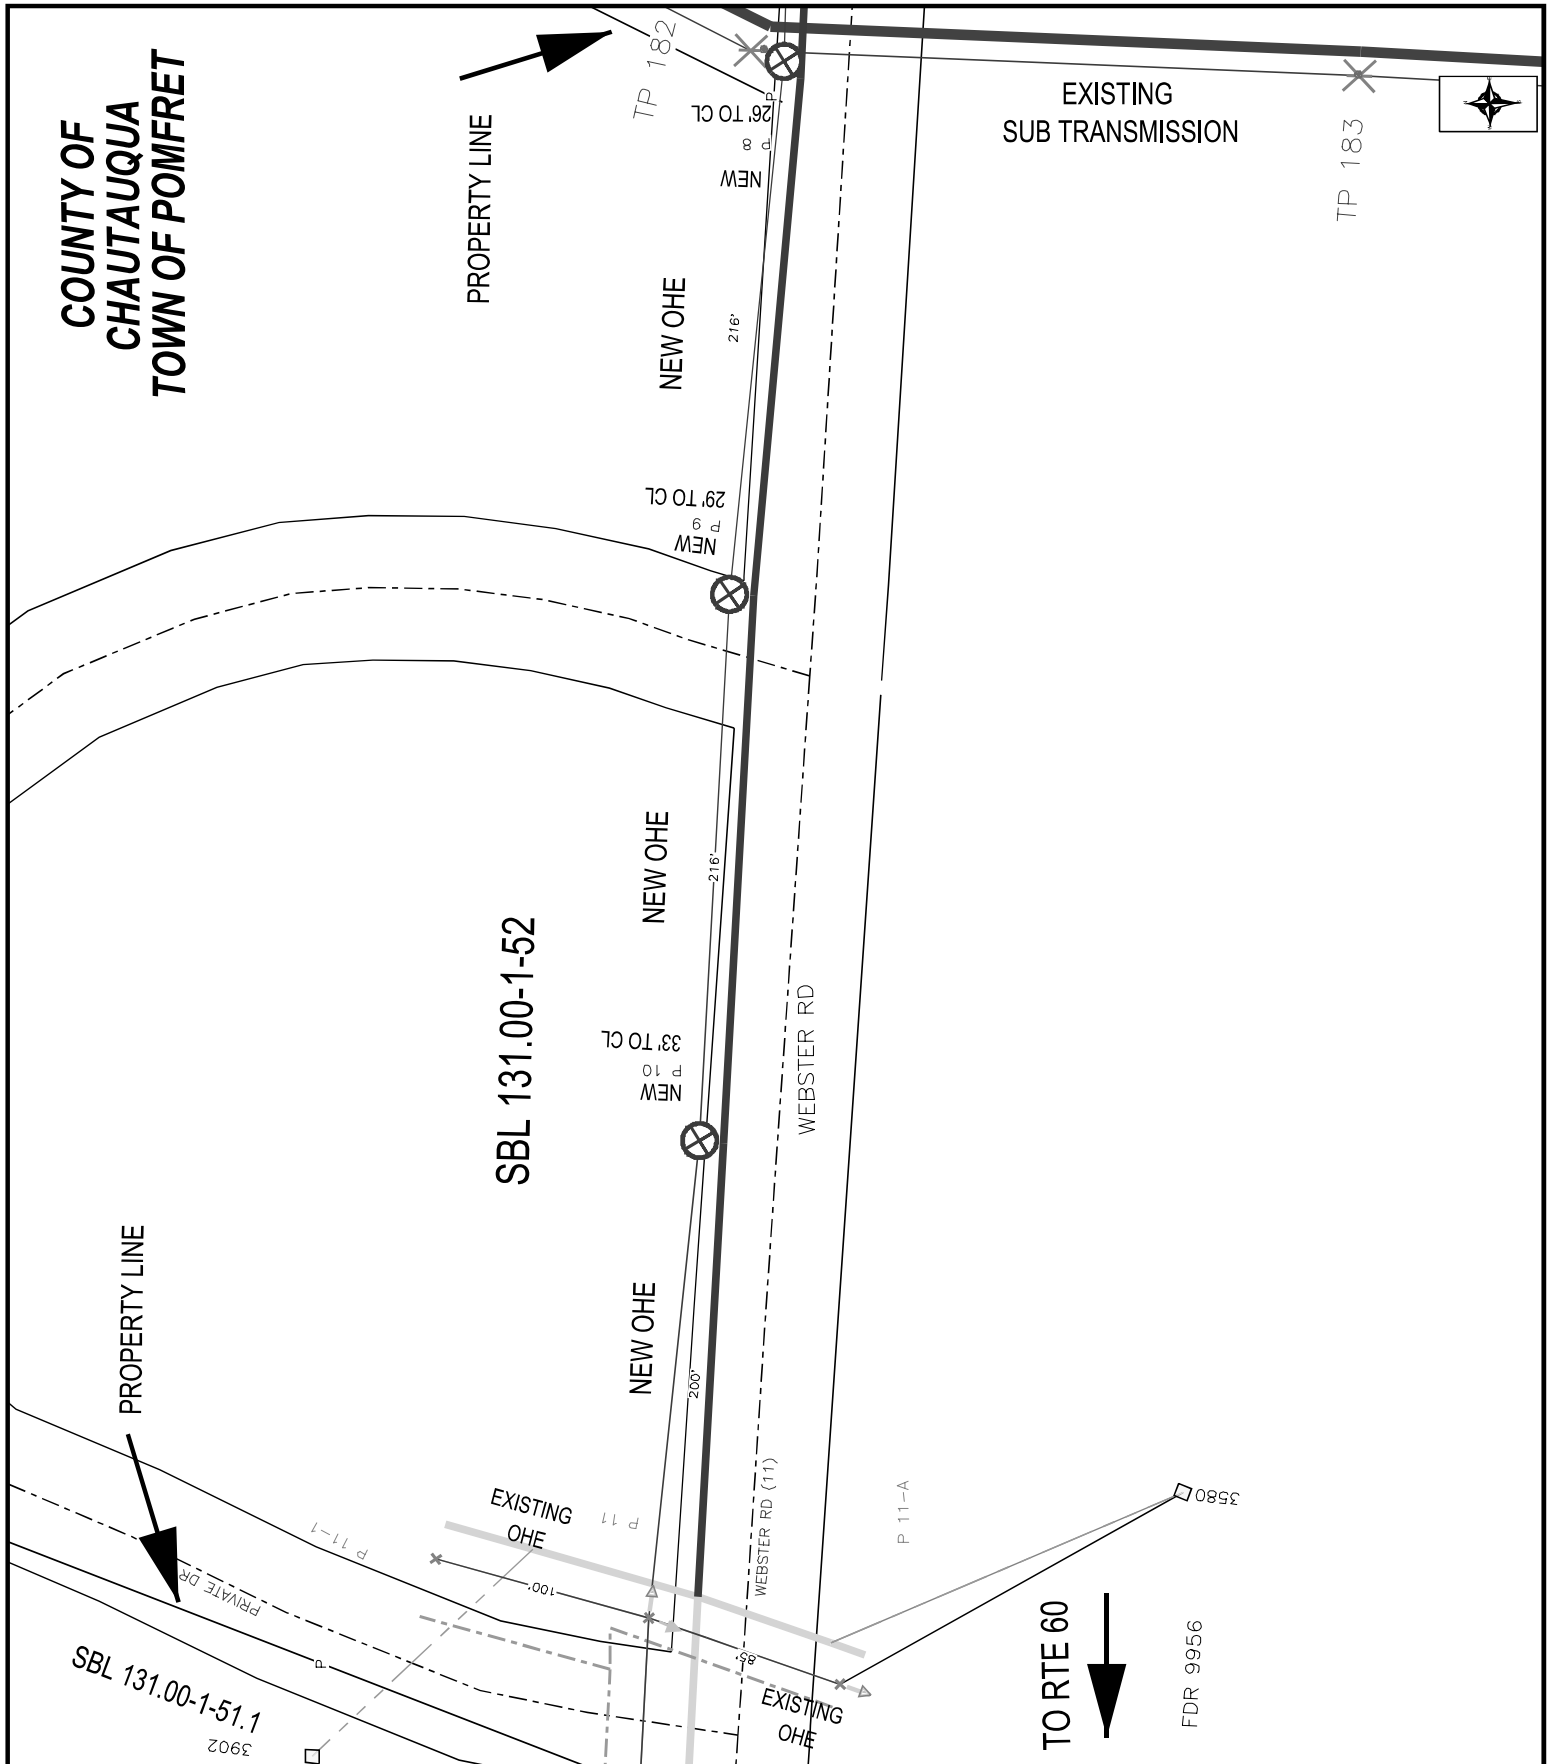 COUNTY OF
CHAUTAUQUA
TOWN OF POMFRET
PROPERTY LINE
TP 182
26' TO CL
P 8
NEW
P
EXISTING
SUB TRANSMISSION
TP 183
NEW OHE
216'
29' TO CL
P 9
NEW
NEW OHE
216'
SBL 131.00-1-52
33' TO CL
P 10
NEW
WEBSTER RD
PROPERTY LINE
NEW OHE
200'
EXISTING
OHE
P 11
P 11-1
100'
WEBSTER RD (11)
P 11-A
3580
PRIVATE DR
P
85'
SBL 131.00-1-51.1
3902
EXISTING
OHE
TO RTE 60
FDR 9956